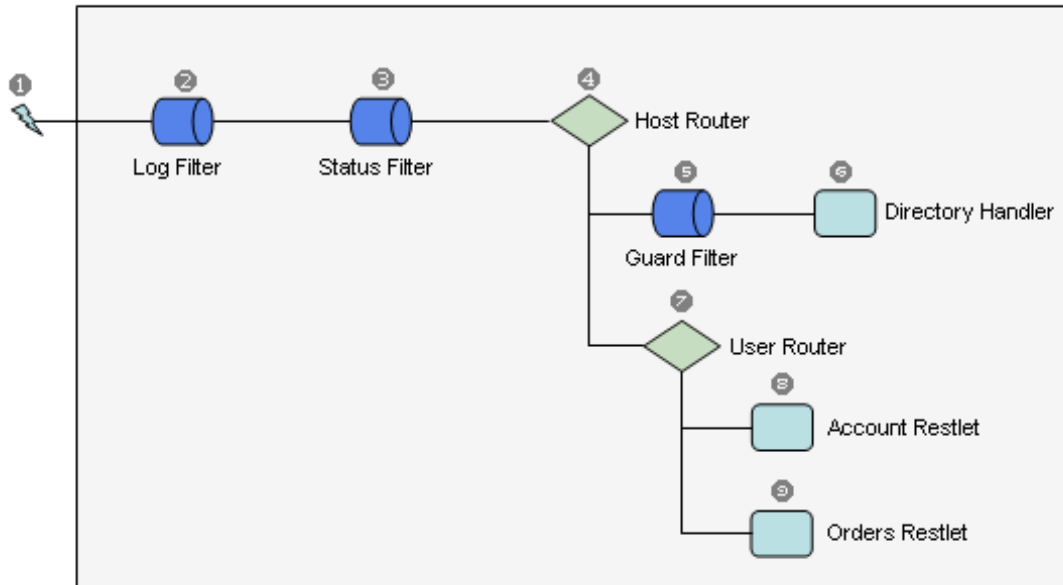 1
2
3
4
Log Filter
Status Filter
Host Router
5
6
Guard Filter
Directory Handler
7
User Router
8
Account Restlet
9
Orders Restlet